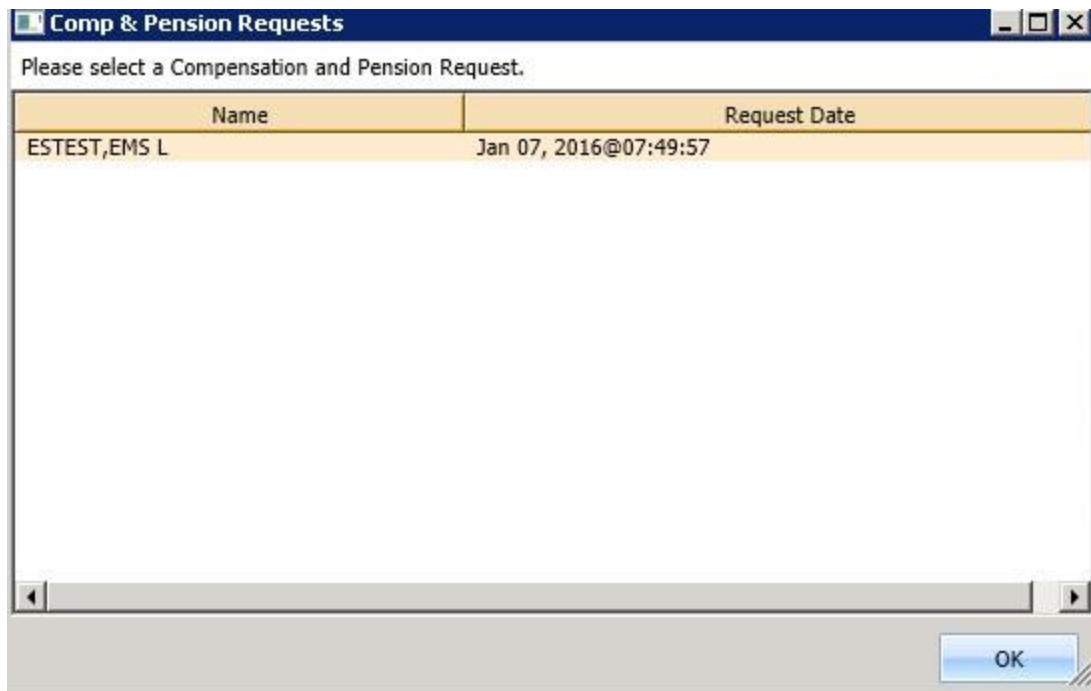 Comp & Pension Requests
Please select a Compensation and Pension Request.
Name Request Date
ESTEST,EMS L Jan 07, 2016@07:49:57
OK